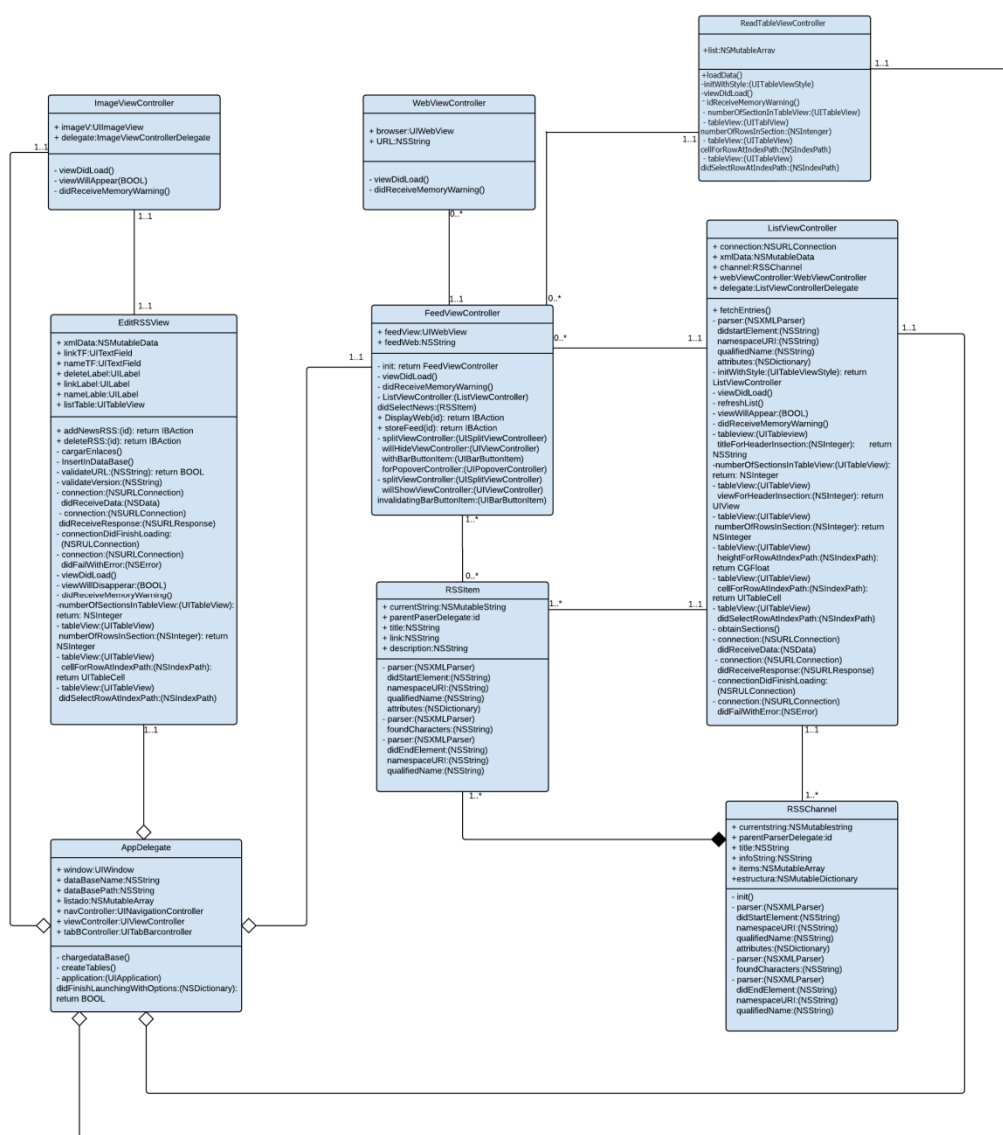 ReadTableViewController
+list:NSMutableArray
+loadData()
-initWithStyle:(UITableViewStyle)
-viewDidLoad()
- idReceiveMemoryWarning()
- numberOfSectionInTableView:(UITableView)
- tableView:(UITablView)
numberOfRowsInSection:(NSIntenger)
- tableView:(UITableView)
cellForRowAtIndexPath:(NSIndexPath)
- tableView:(UITableView)
didSelectRowAtIndexPath:(NSIndexPath)
1..1
1..1
ImageViewController
+ imageV:UIImageView
+ delegate:ImageViewControllerDelegate
- viewDidLoad()
- viewWillAppear(BOOL)
- didReceiveMemoryWarning()
1..1
1..1
WebViewController
+ browser:UIWebView
+ URL:NSString
- viewDidLoad()
- didReceiveMemoryWarning()
0..*
1..1
0..*
1..1
EditRSSView
+ xmlData:NSMutableData
+ linkTF:UITextField
+ nameTF:UITextField
+ deleteLabel:UILabel
+ linkLabel:UILabel
+ nameLable:UILabel
+ listTable:UITableView
+ addNewsRSS:(id): return IBAction
+ deleteRSS:(id): return IBAction
- cargarEnlaces()
- InsertInDataBase()
- validateURL:(NSString): return BOOL
- validateVersion:(NSString)
- connection:(NSURLConnection)
didReceiveData:(NSData)
- connection:(NSURLConnection)
didReceiveResponse:(NSURLResponse)
- connectionDidFinishLoading:
(NSRULConnection)
- connection:(NSURLConnection)
didFailWithError:(NSError)
- viewDidLoad()
- viewWillDisapperar:(BOOL)
- didReceiveMemoryWarning()
-numberOfSectionsInTableView:(UITableView):
return: NSInteger
- tableView:(UITableView)
numberOfRowsInSection:(NSInteger): return
NSInteger
- tableView:(UITableView)
cellForRowAtIndexPath:(NSIndexPath):
return UITableCell
- tableView:(UITableView)
didSelectRowAtIndexPath:(NSIndexPath)
1..1
FeedViewController
+ feedView:UIWebView
+ feedWeb:NSString
- init: return FeedViewController
- viewDidLoad()
- didReceiveMemoryWarning()
- ListViewController:(ListViewController)
didSelectNews:(RSSItem)
+ DisplayWeb(id): return IBAction
+ storeFeed(id): return IBAction
- splitViewController:(UISplitViewControlleer)
willHideViewController:(UIViewController)
withBarButtonItem:(UIBarButtonItem)
forPopoverController:(UIPopoverController)
- splitViewController:(UISplitViewController)
willShowViewController:(UIViewController)
invalidatingBarButtonItem:(UIBarButtonItem)
1..1
0..*
1..1
1..*
0..*
ListViewController
+ connection:NSURLConnection
+ xmlData:NSMutableData
+ channel:RSSChannel
+ webViewController:WebViewController
+ delegate:ListViewControllerDelegate
+ fetchEntries()
- parser:(NSXMLParser)
didstartElement:(NSString)
namespaceURI:(NSString)
qualifiedName:(NSString)
attributes:(NSDictionary)
- initWithStyle:(UITableViewStyle): return
ListViewController
- viewDidLoad()
- refreshList()
- viewWillAppear:(BOOL)
- didReceiveMemoryWarning()
- tableview:(UITableview)
titleForHeaderInsection:(NSInteger): return
NSString
-numberOfSectionsInTableView:(UITableView):
return: NSInteger
- tableView:(UITableView)
viewForHeaderInsection:(NSInteger): return
UIView
- tableView:(UITableView)
numberOfRowsInSection:(NSInteger): return
NSInteger
- tableView:(UITableView)
heightForRowAtIndexPath:(NSIndexPath):
return CGFloat
- tableView:(UITableView)
cellForRowAtIndexPath:(NSIndexPath):
return UITableCell
- tableView:(UITableView)
didSelectRowAtIndexPath:(NSIndexPath)
- obtainSections()
- connection:(NSURLConnection)
didReceiveData:(NSData)
- connection:(NSURLConnection)
didReceiveResponse:(NSURLResponse)
- connectionDidFinishLoading:
(NSRULConnection)
- connection:(NSURLConnection)
didFailWithError:(NSError)
1..1
1..1
1..*
RSSItem
+ currentString:NSMutableString
+ parentPaserDelegate:id
+ title:NSString
+ link:NSString
+ description:NSString
- parser:(NSXMLParser)
didStartElement:(NSString)
namespaceURI:(NSString)
qualifiedName:(NSString)
attributes:(NSDictionary)
- parser:(NSXMLParser)
foundCharacters:(NSString)
- parser:(NSXMLParser)
didEndElement:(NSString)
namespaceURI:(NSString)
qualifiedName:(NSString)
1..*
1..1
1..*
RSSChannel
+ currentstring:NSMutablestring
+ parentParserDelegate:id
+ title:NSString
+ infoString:NSString
+ items:NSMutableArray
+estructura:NSMutableDictionary
- init()
- parser:(NSXMLParser)
didStartElement:(NSString)
namespaceURI:(NSString)
qualifiedName:(NSString)
attributes:(NSDictionary)
- parser:(NSXMLParser)
foundCharacters:(NSString)
- parser:(NSXMLParser)
didEndElement:(NSString)
namespaceURI:(NSString)
qualifiedName:(NSString)
AppDelegate
+ window:UIWindow
+ dataBaseName:NSString
+ dataBasePath:NSString
+ listado:NSMutableArray
+ navController:UINavigationController
+ viewController:UIViewController
+ tabBController:UITabBarcontroller
- chargedataBase()
- createTables()
- application:(UIApplication)
didFinishLaunchingWithOptions:(NSDictionary):
return BOOL